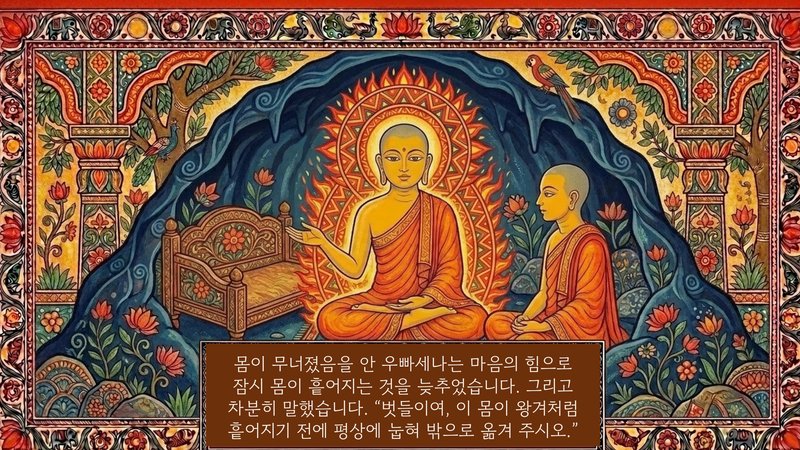 몸이 무너졌음을 안 우빠세나는 마음의 힘으로
잠시 몸이 흩어지는 것을 늦추었습니다. 그리고
차분히 말했습니다. “벗들이여, 이 몸이 왕겨처럼
흩어지기 전에 평상에 눕혀 밖으로 옮겨 주시오.”